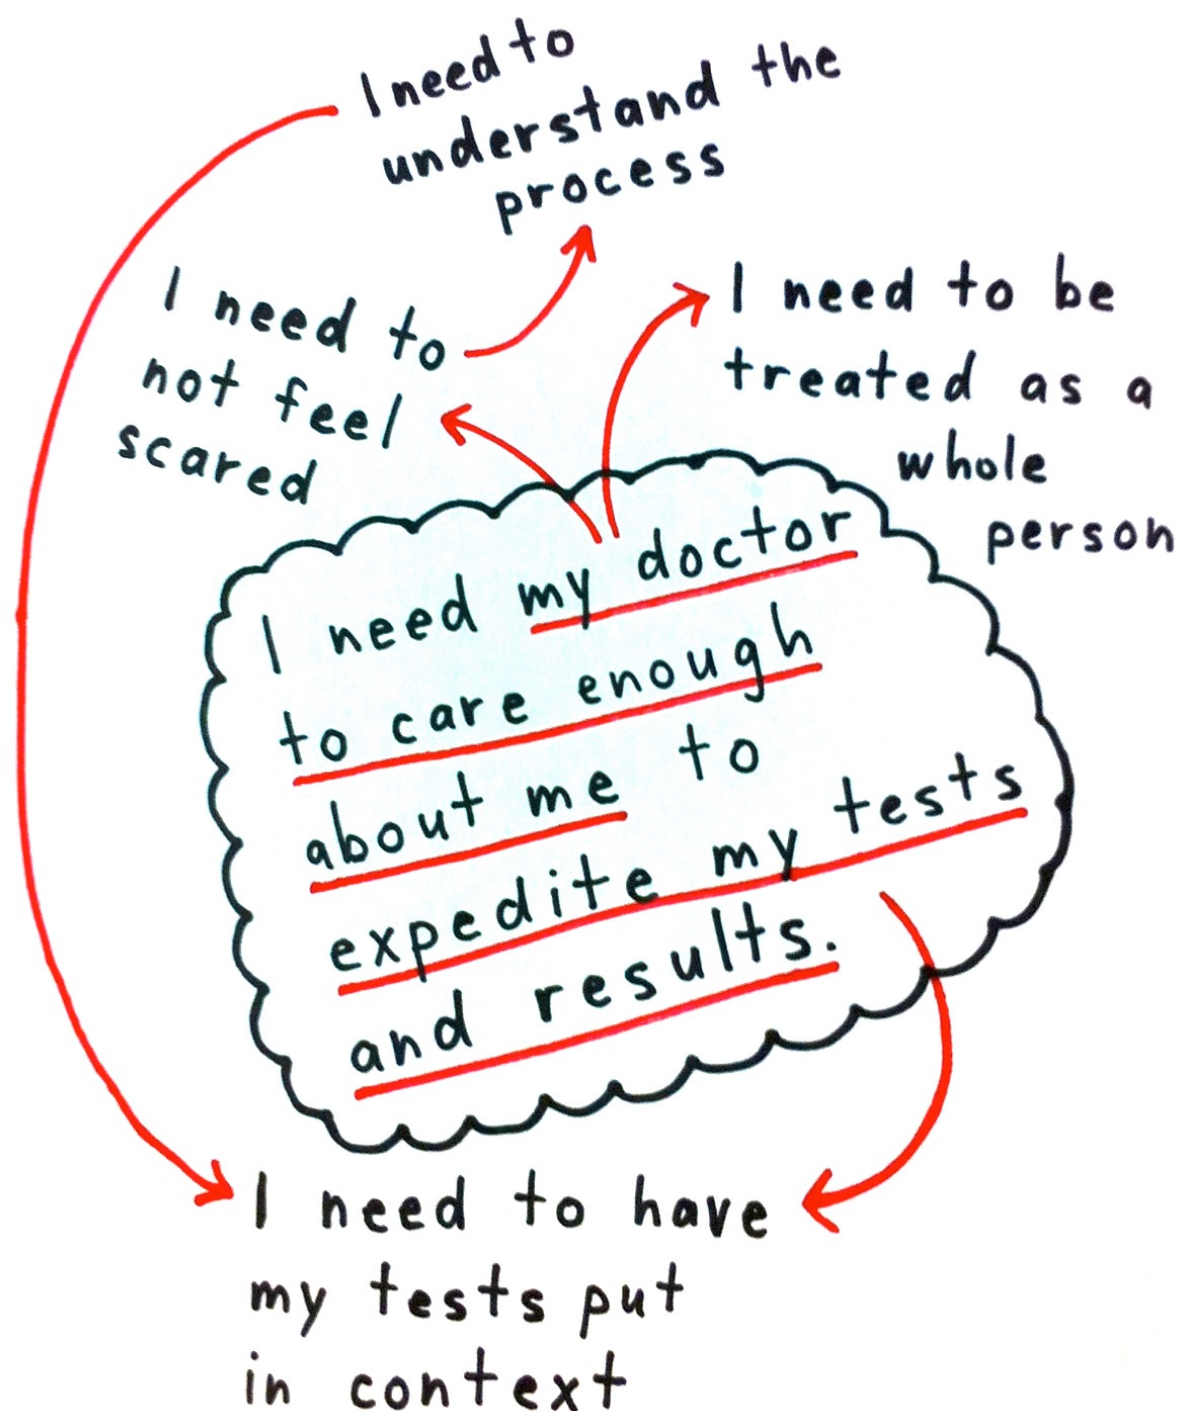 I need to
understand the
process
I need to
not feel
scared
I need to be
treated as a
whole
person
I need my doctor
to care enough
about me to
expedite my tests
and results.
I need to have
my tests put
in context